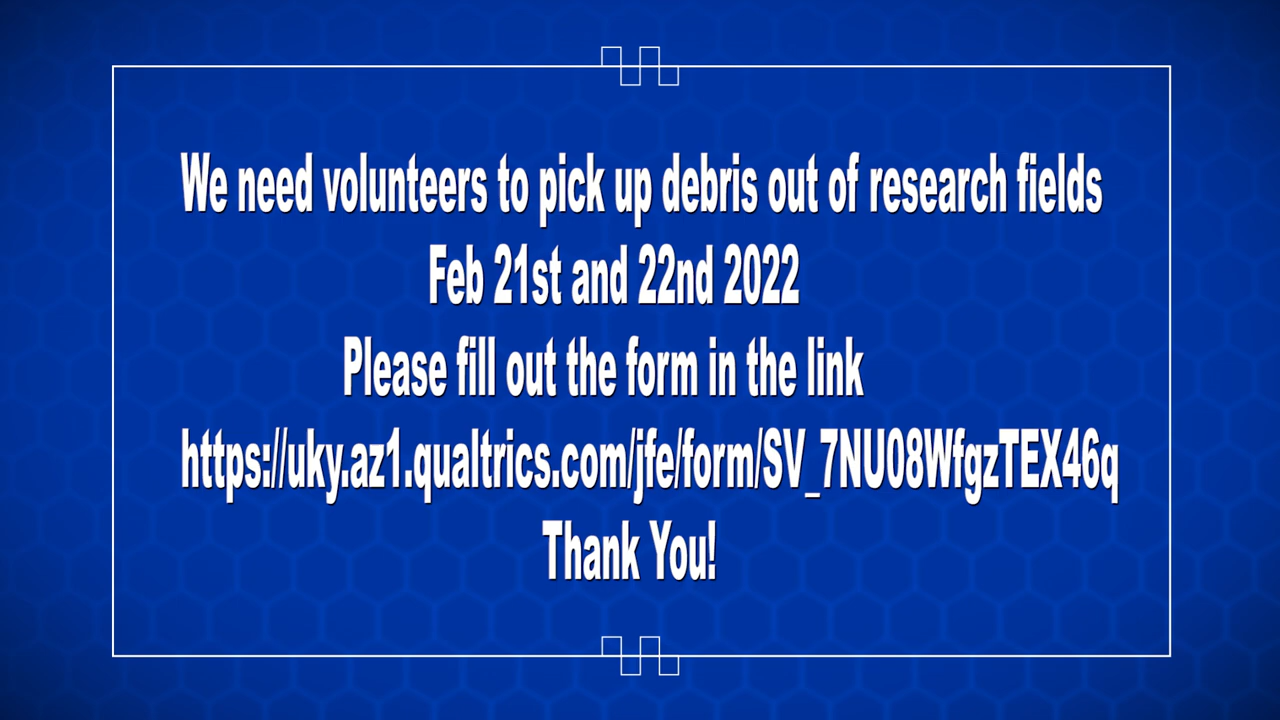 We need volunteers to pick up debris out of research fields
Feb 21st and 22nd 2022
Please fill out the form in the link
https://uky.az1.qualtrics.com/jfe/form/SV_7NU08WfgzTEX46q
Thank You!